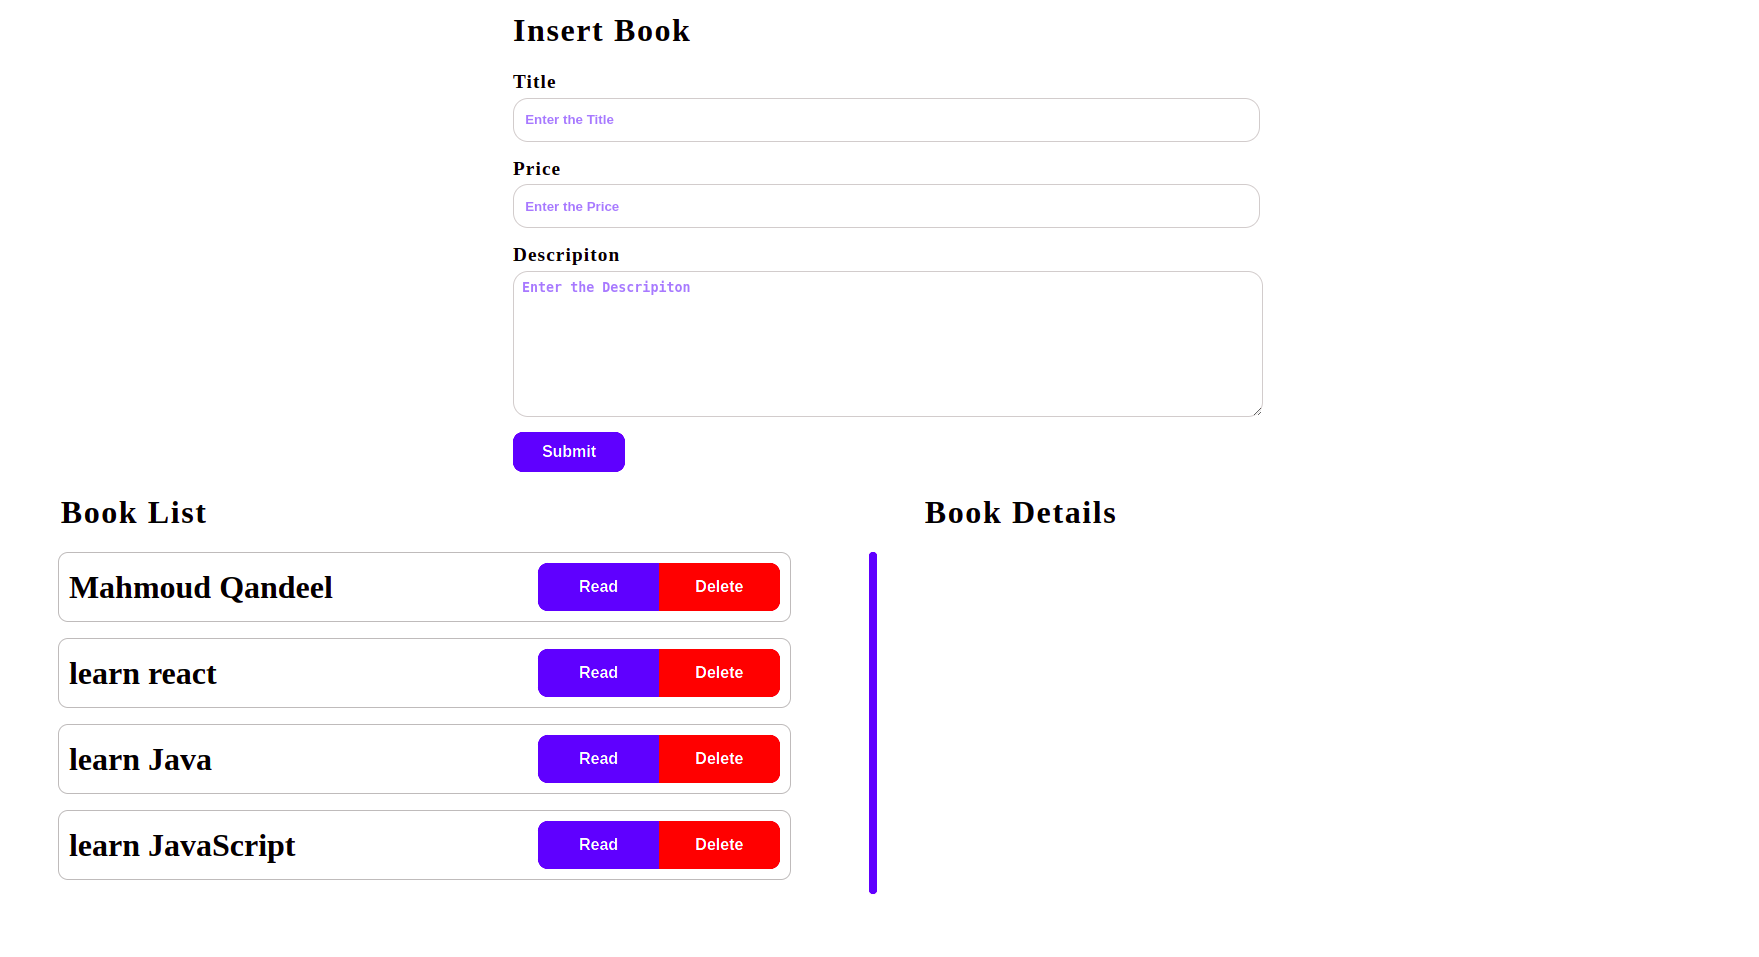 Insert Book
Title
Enter the Title
Price
Enter the Price
Descripiton
Enter the Descripiton
Submit
Book List
Mahmoud Qandeel Read Delete
learn react Read Delete
learn Java Read Delete
learn JavaScript Read Delete
Book Details